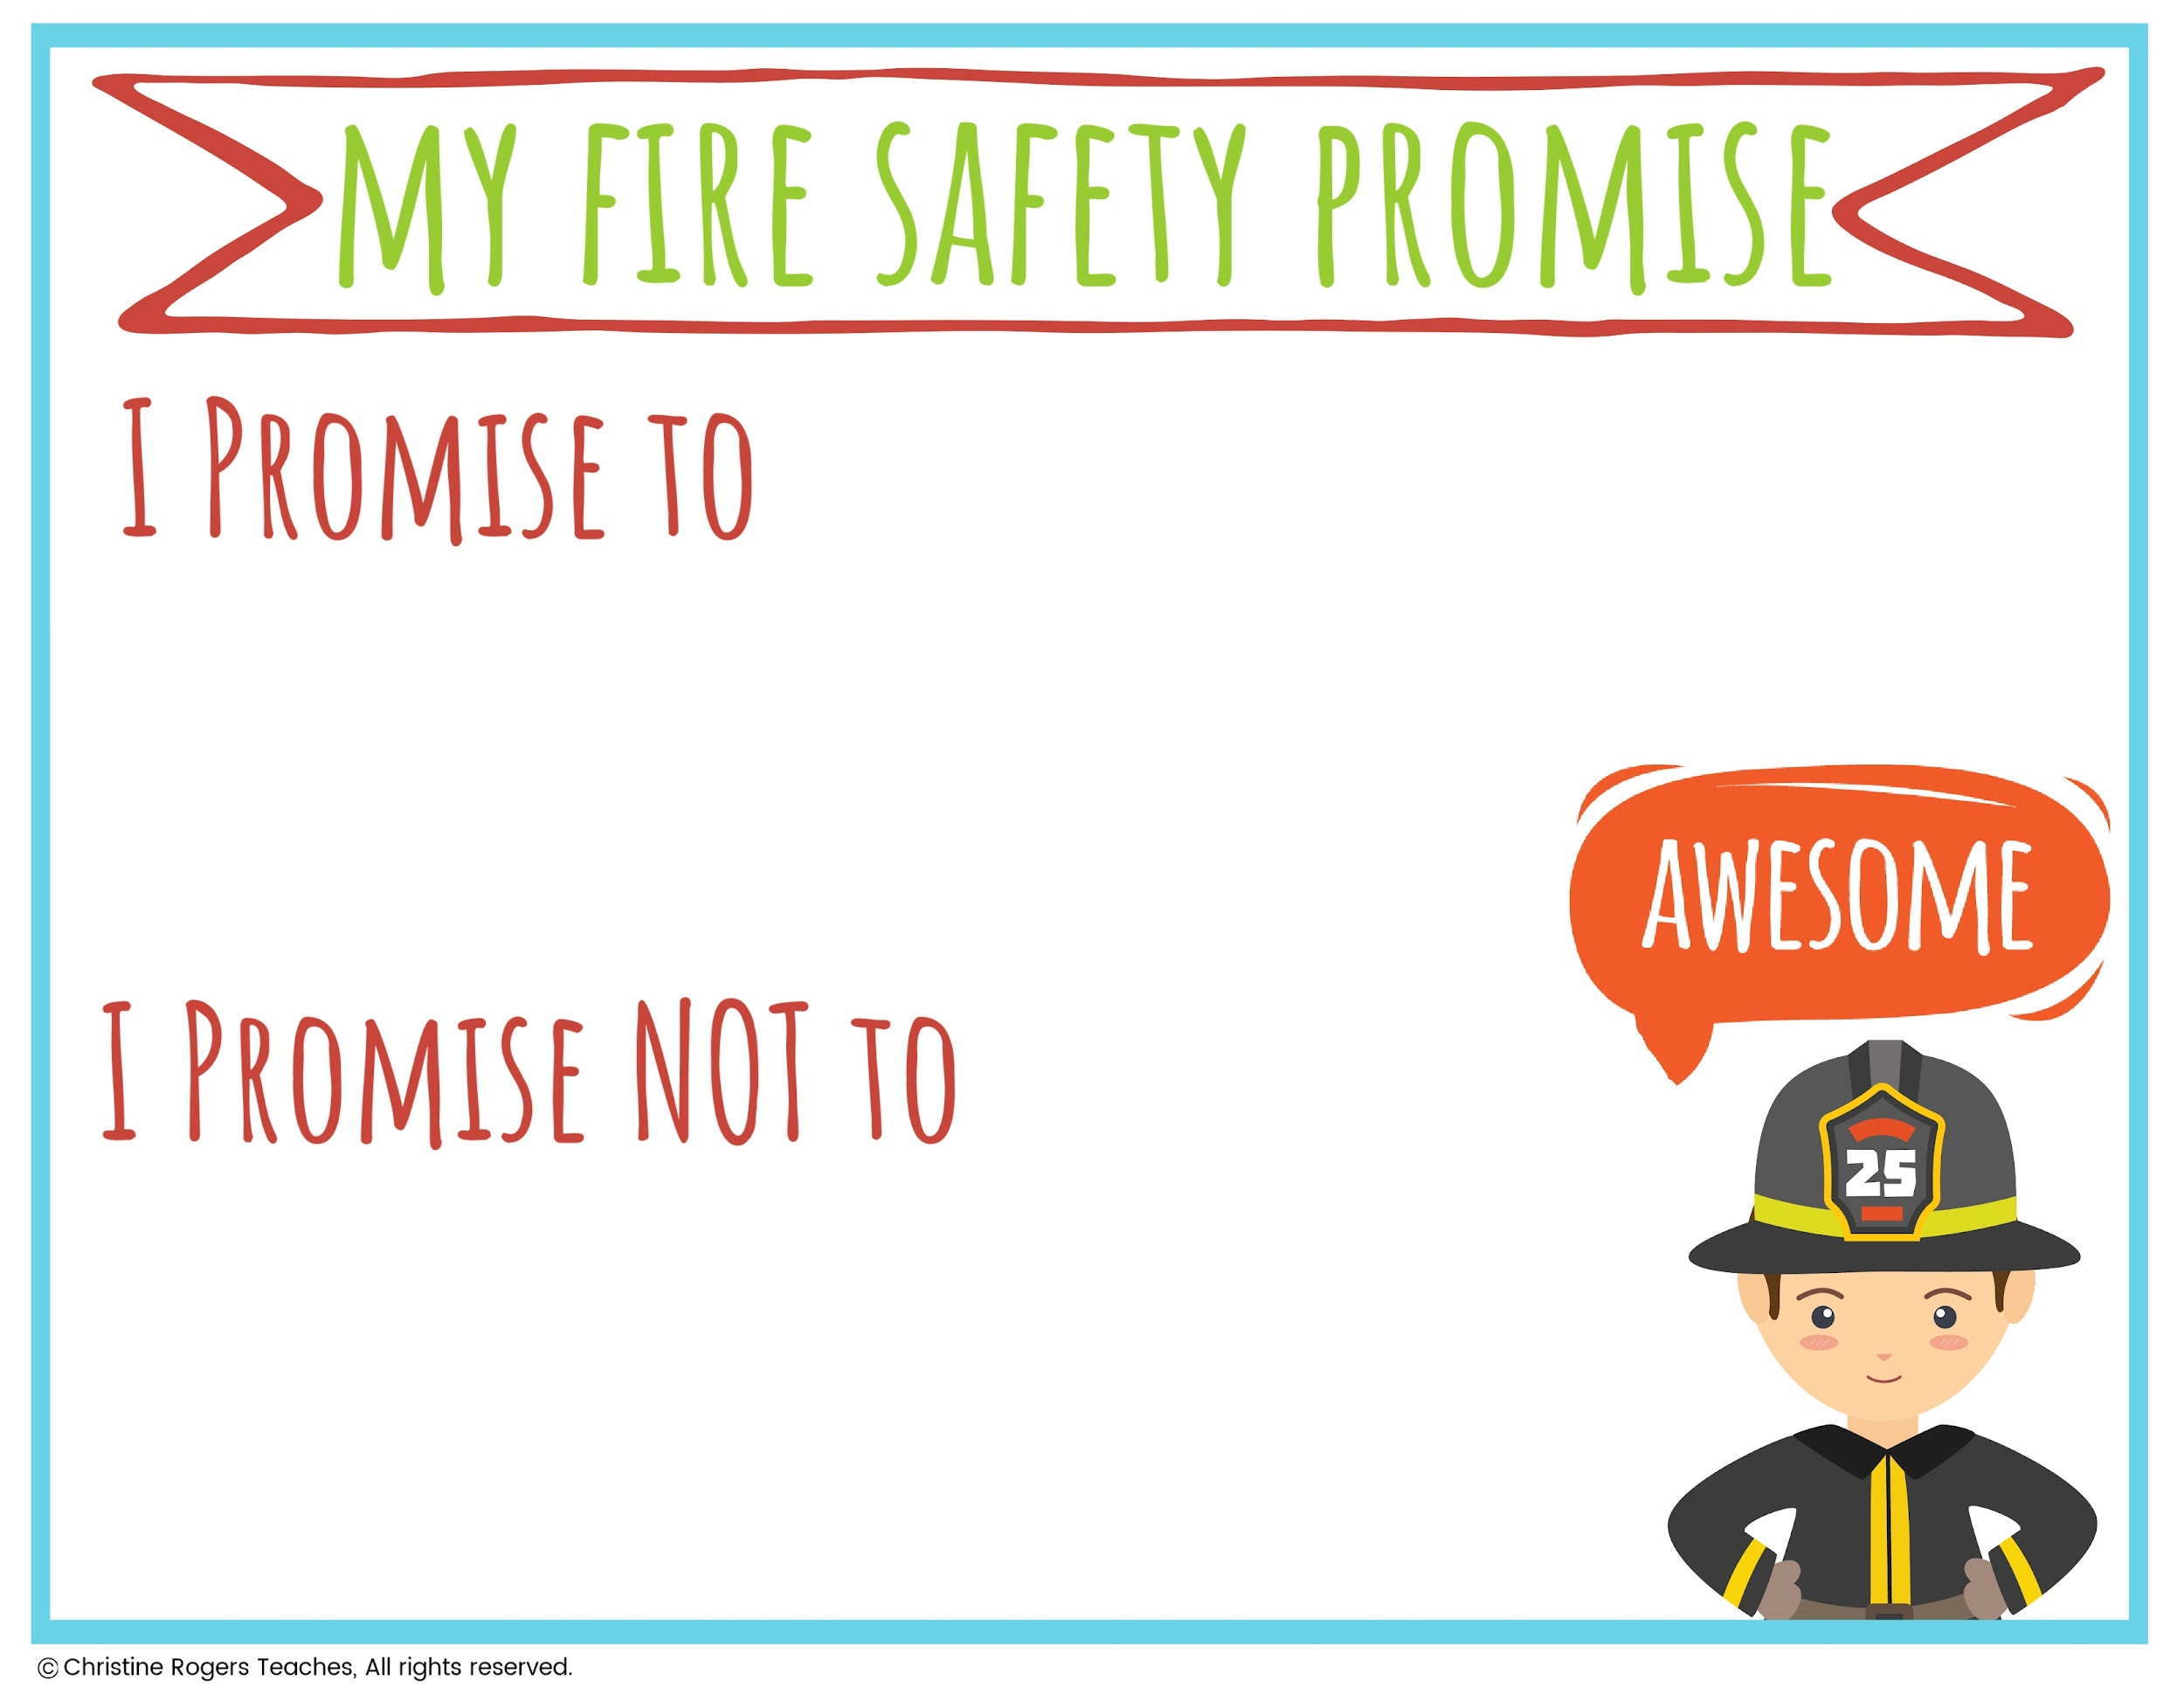 MY FIRE SAFETY PROMISE
I PROMISE TO
AWESOME
I PROMISE NOT TO
25
© Christine Rogers Teaches, All rights reserved.